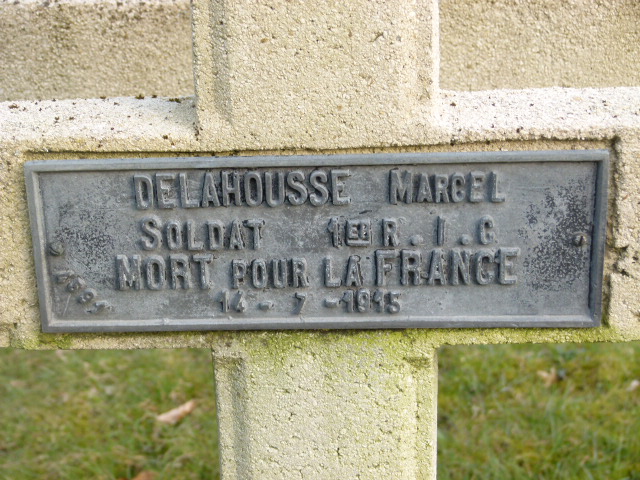 DELAHOUSSE MARCEL
SOLDAT 1ER R.I.C
MORT POUR LA FRANCE
14-7-1915